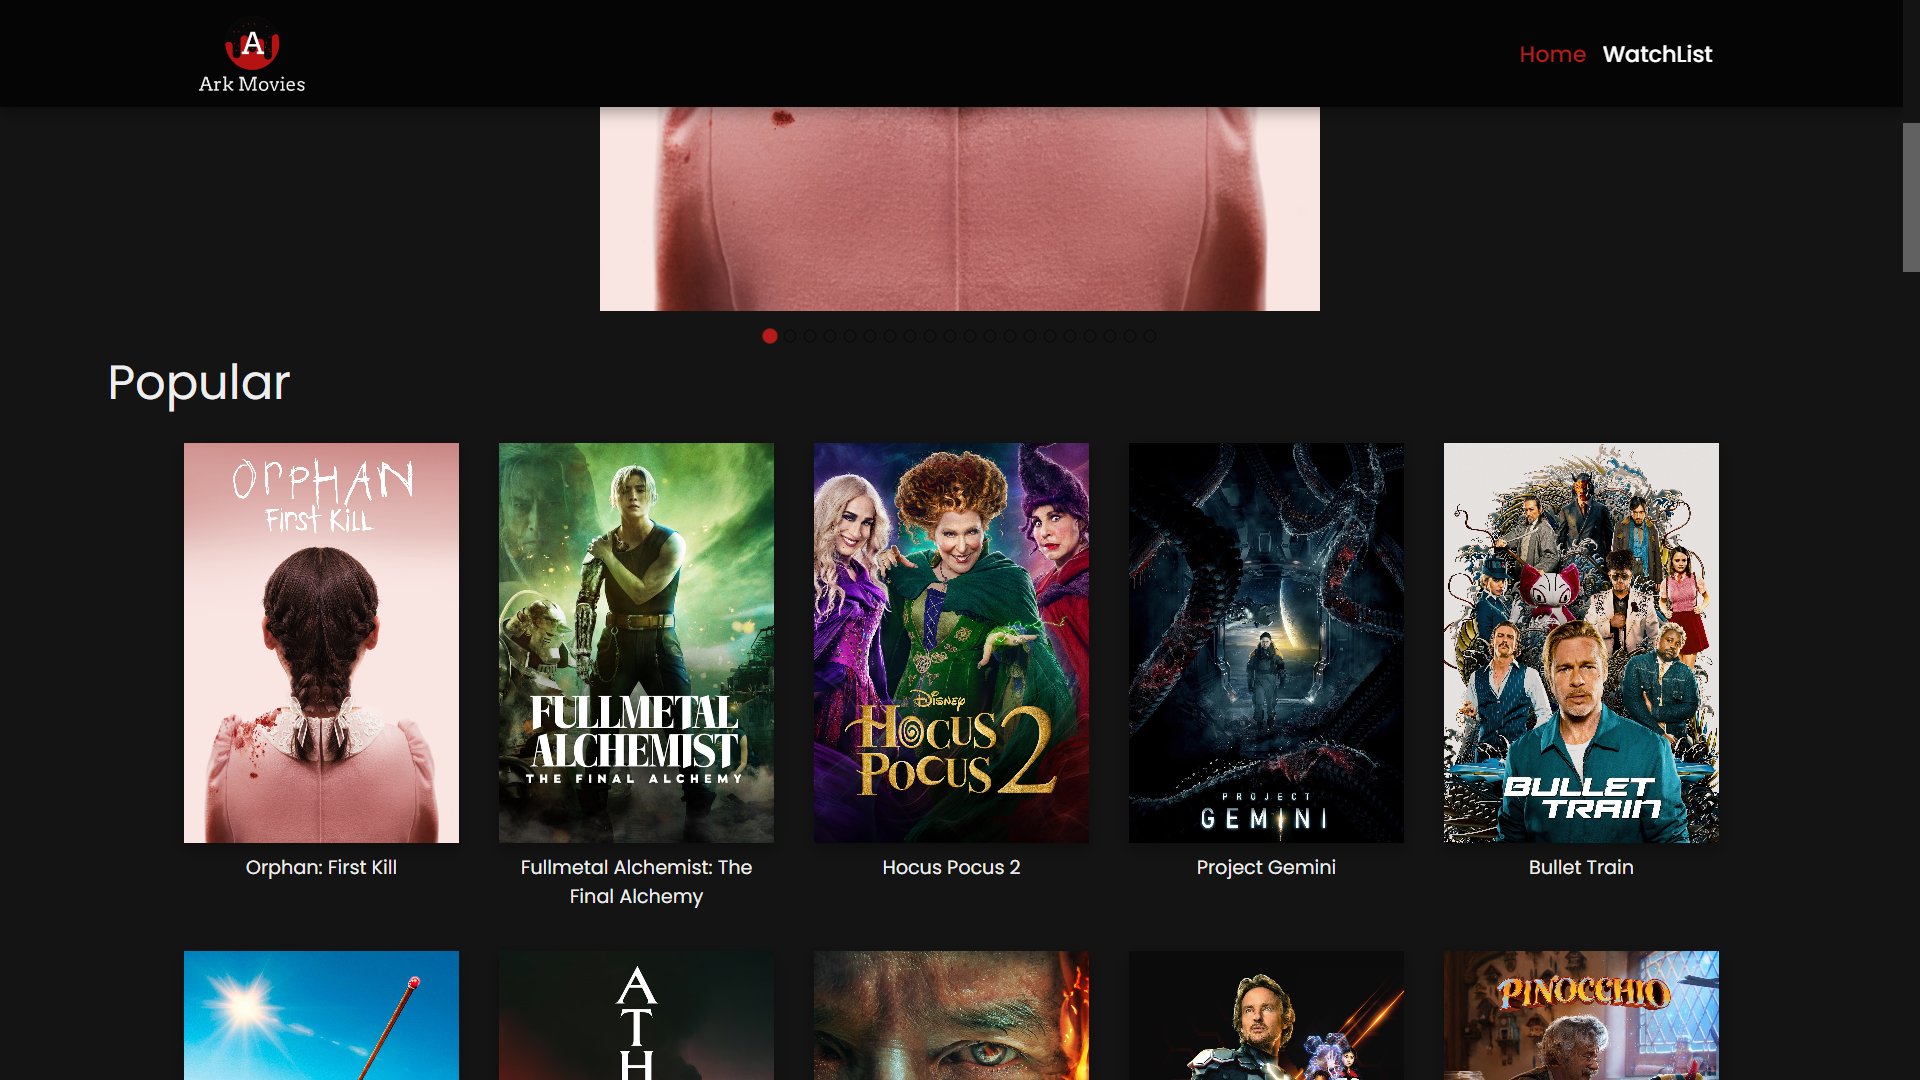 A
Ark Movies
Home WatchList
Popular
ORPHAN
First Kill
FULLMETAL
ALCHEMIST
THE FINAL ALCHEMY
Disney
HOCUS
POCUS 2
PROJECT
GEMINI
BULLET
TRAIN
Orphan: First Kill
Fullmetal Alchemist: The
Final Alchemy
Hocus Pocus 2
Project Gemini
Bullet Train
A
T
H
PINOCCHIO